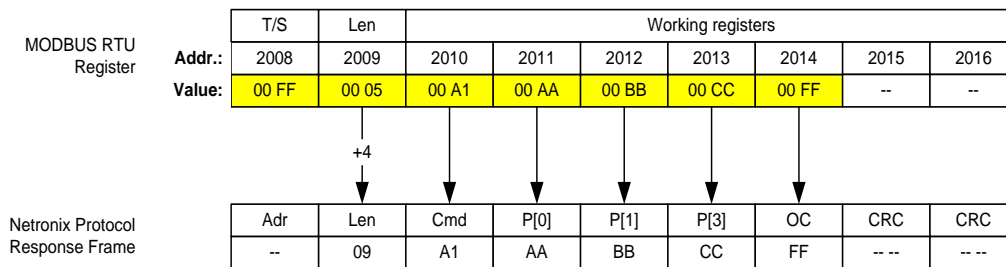 T/S Len Working registers
MODBUS RTU
Register
Addr.: 2008 2009 2010 2011 2012 2013 2014 2015 2016
Value: 00 FF 00 05 00 A1 00 AA 00 BB 00 CC 00 FF -- --
+4
Netronix Protocol
Response Frame
Adr Len Cmd P[0] P[1] P[3] OC CRC CRC
-- 09 A1 AA BB CC FF -- -- -- --